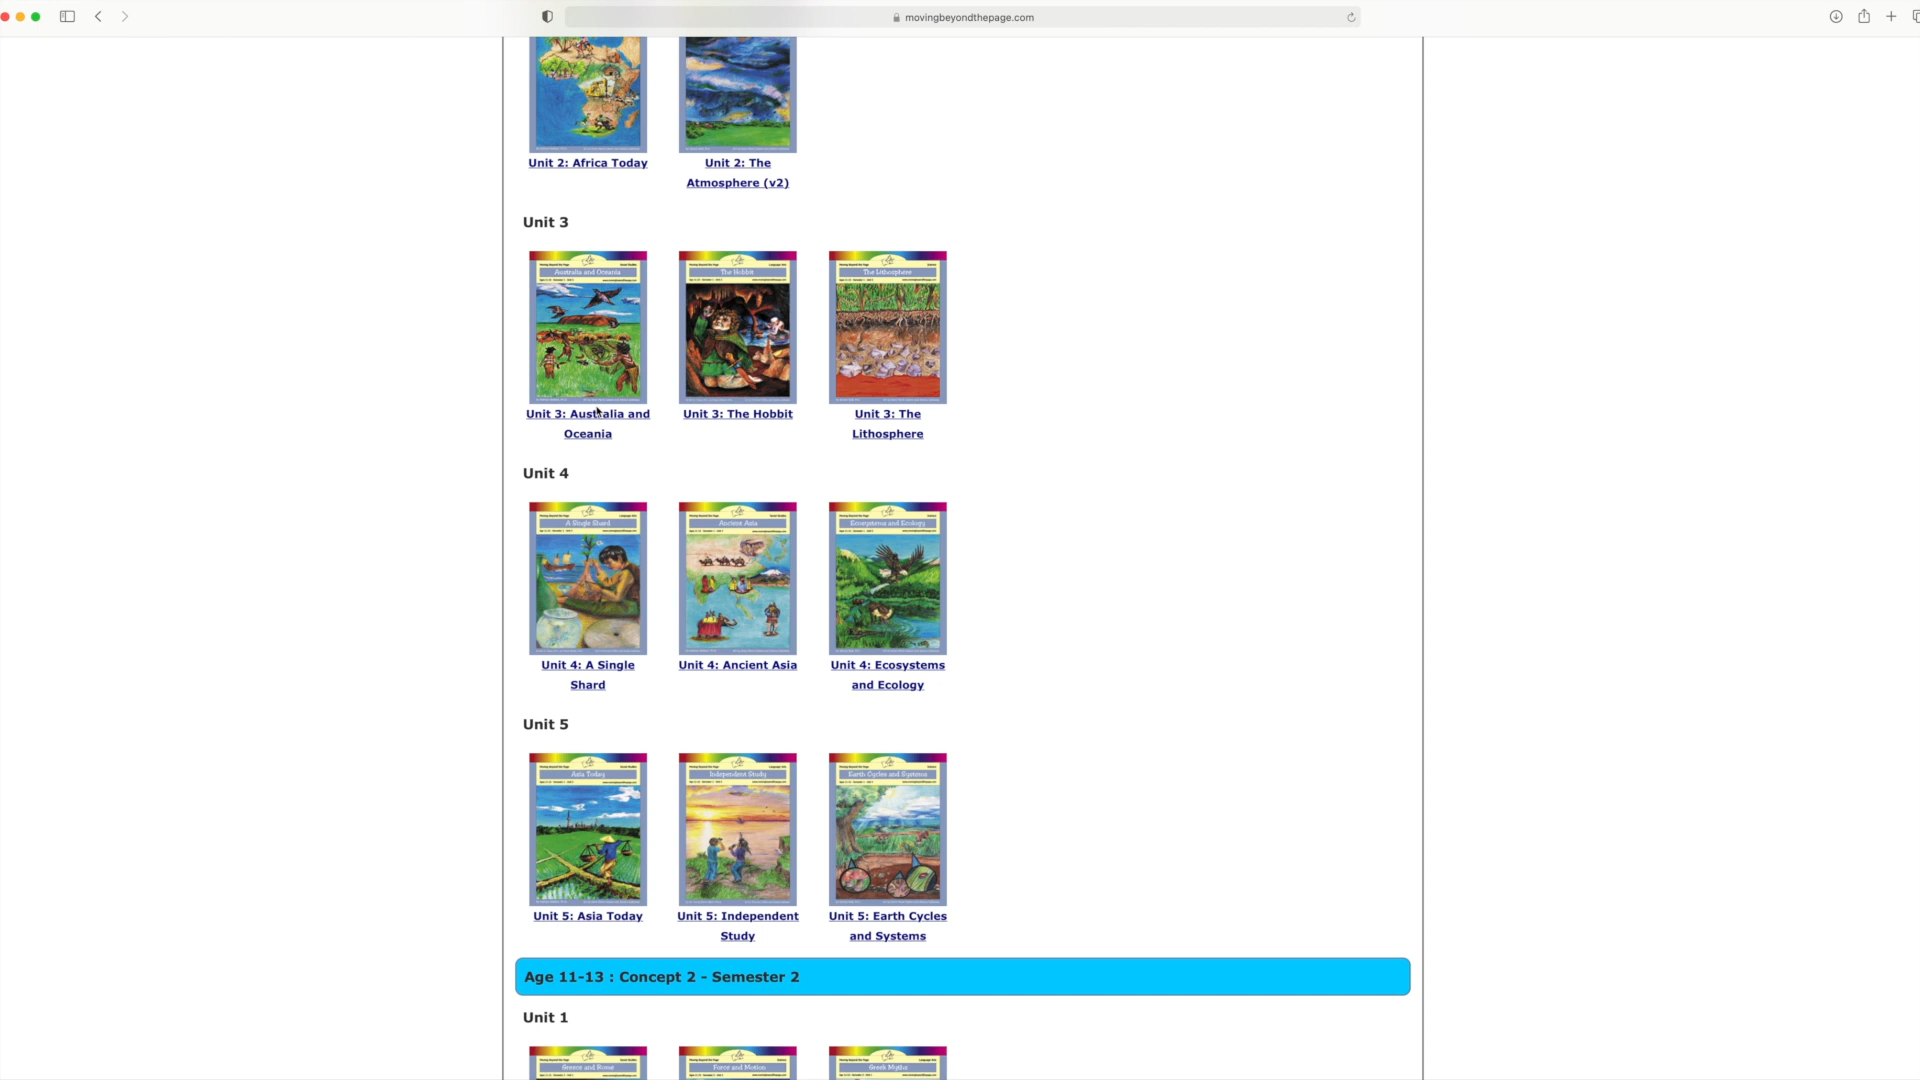 movingbeyondthepage.com
Unit 2: Africa Today
Unit 2: The
Atmosphere (v2)
Unit 3
Australia and Oceania
The Hobbit
The Lithosphere
Unit 3: Australia and
Oceania
Unit 3: The Hobbit
Unit 3: The
Lithosphere
Unit 4
A Single Shard
Ancient Asia
Ecosystems and Ecology
Unit 4: A Single
Shard
Unit 4: Ancient Asia
Unit 4: Ecosystems
and Ecology
Unit 5
Asia Today
Independent Study
Earth Cycles and Systems
Unit 5: Asia Today
Unit 5: Independent
Study
Unit 5: Earth Cycles
and Systems
Age 11-13 : Concept 2 - Semester 2
Unit 1
Greece and Rome
Force and Motion
Greek Myths